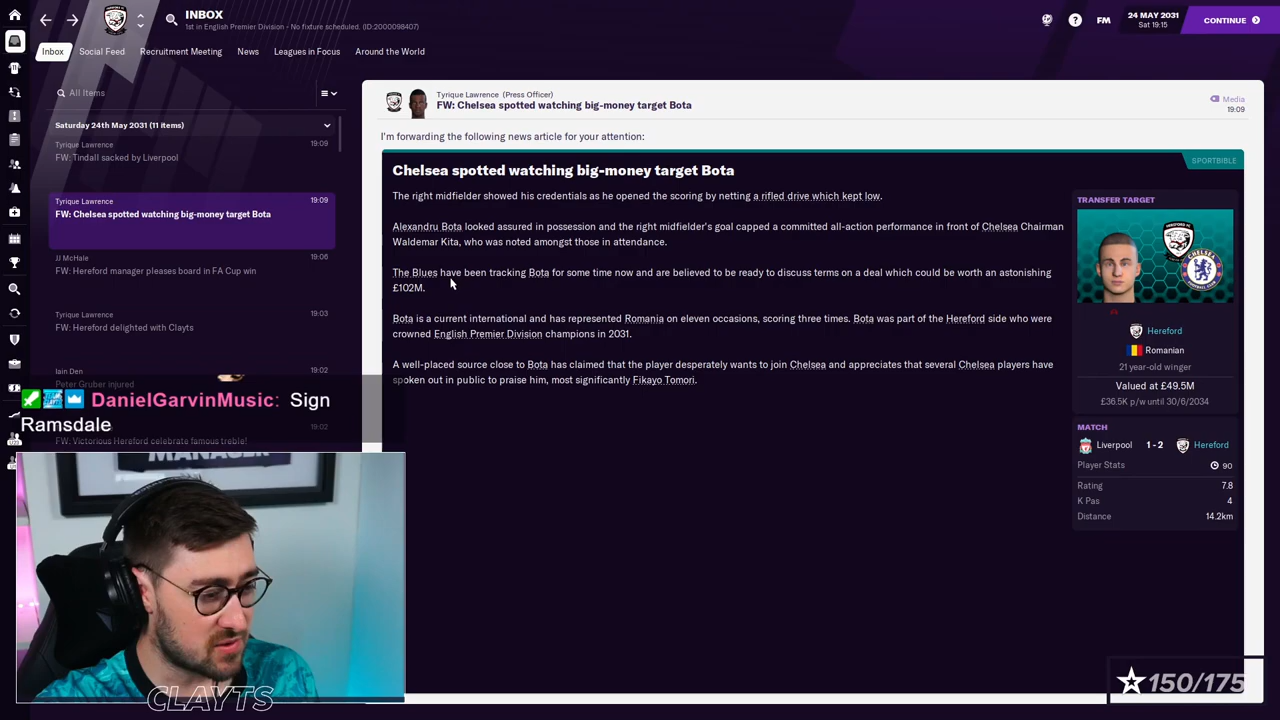 INBOX
1st in English Premier Division - No fixture scheduled. (ID:2000098407)
FM
24 MAY 2031
Sat 19:15
CONTINUE
Inbox
Social Feed
Recruitment Meeting
News
Leagues in Focus
Around the World
All Items
Saturday 24th May 2031 (11 items)
Tyrique Lawrence
19:09
FW: Tindall sacked by Liverpool
Tyrique Lawrence
19:09
FW: Chelsea spotted watching big-money target Bota
JJ McHale
19:06
FW: Hereford manager pleases board in FA Cup win
Tyrique Lawrence
19:03
FW: Hereford delighted with Clayts
Iain Den
19:02
Peter Gruber injured
DanielGarvinMusic: Sign
Ramsdale
19:02
FW: Victorious Hereford celebrate famous treble!
MANAGER
CLAYTS
Tyrique Lawrence (Press Officer)
FW: Chelsea spotted watching big-money target Bota
Media
19:09
I'm forwarding the following news article for your attention:
SPORTBIBLE
Chelsea spotted watching big-money target Bota
The right midfielder showed his credentials as he opened the scoring by netting a rifled drive which kept low.
Alexandru Bota looked assured in possession and the right midfielder's goal capped a committed all-action performance in front of Chelsea Chairman
Waldemar Kita, who was noted amongst those in attendance.
The Blues have been tracking Bota for some time now and are believed to be ready to discuss terms on a deal which could be worth an astonishing
£102M.
Bota is a current international and has represented Romania on eleven occasions, scoring three times. Bota was part of the Hereford side who were
crowned English Premier Division champions in 2031.
A well-placed source close to Bota has claimed that the player desperately wants to join Chelsea and appreciates that several Chelsea players have
spoken out in public to praise him, most significantly Fikayo Tomori.
TRANSFER TARGET
Hereford
Romanian
21 year-old winger
Valued at £49.5M
£36.5K p/w until 30/6/2034
MATCH
Liverpool
1 - 2
Hereford
Player Stats
90
Rating
7.8
K Pas
4
Distance
14.2km
150/175